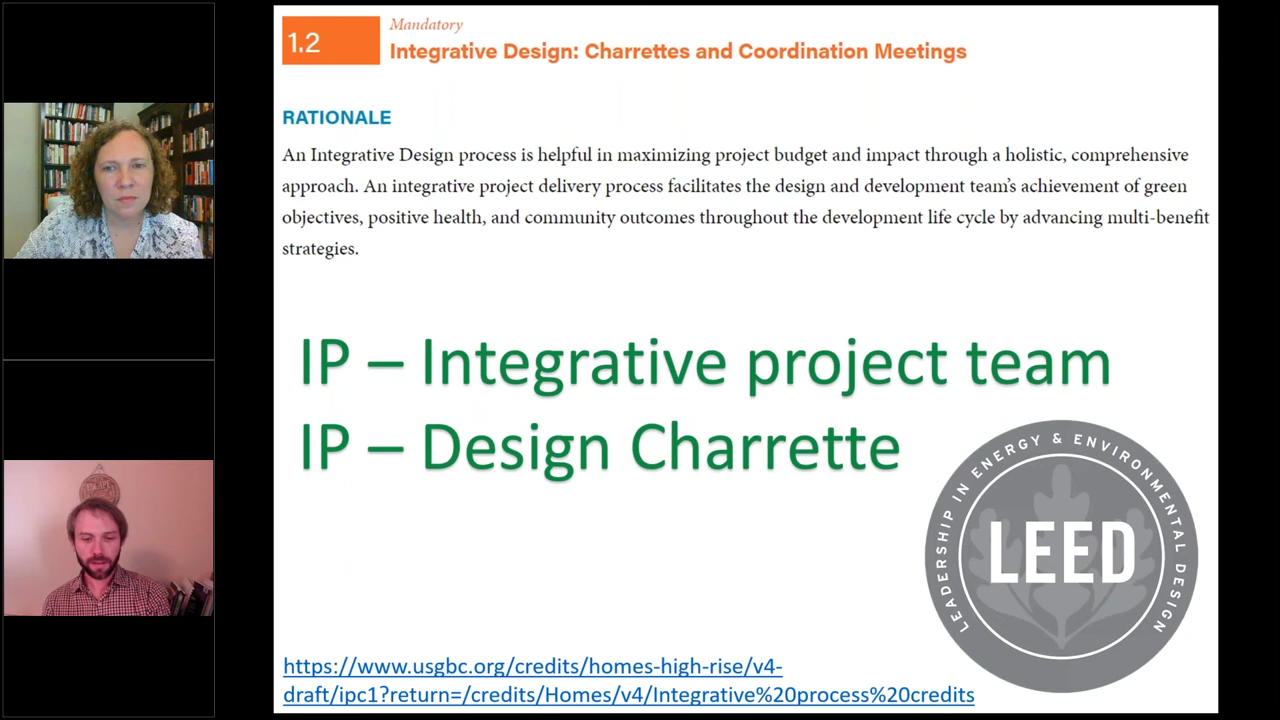 1.2
Mandatory
Integrative Design: Charrettes and Coordination Meetings
RATIONALE
An Integrative Design process is helpful in maximizing project budget and impact through a holistic, comprehensive
approach. An integrative project delivery process facilitates the design and development team's achievement of green
objectives, positive health, and community outcomes throughout the development life cycle by advancing multi-benefit
strategies.
IP – Integrative project team
IP – Design Charrette
LEADERSHIP IN ENERGY & ENVIRONMENTAL DESIGN
LEED
https://www.usgbc.org/credits/homes-high-rise/v4-
draft/ipc1?return=/credits/Homes/v4/Integrative%20process%20credits